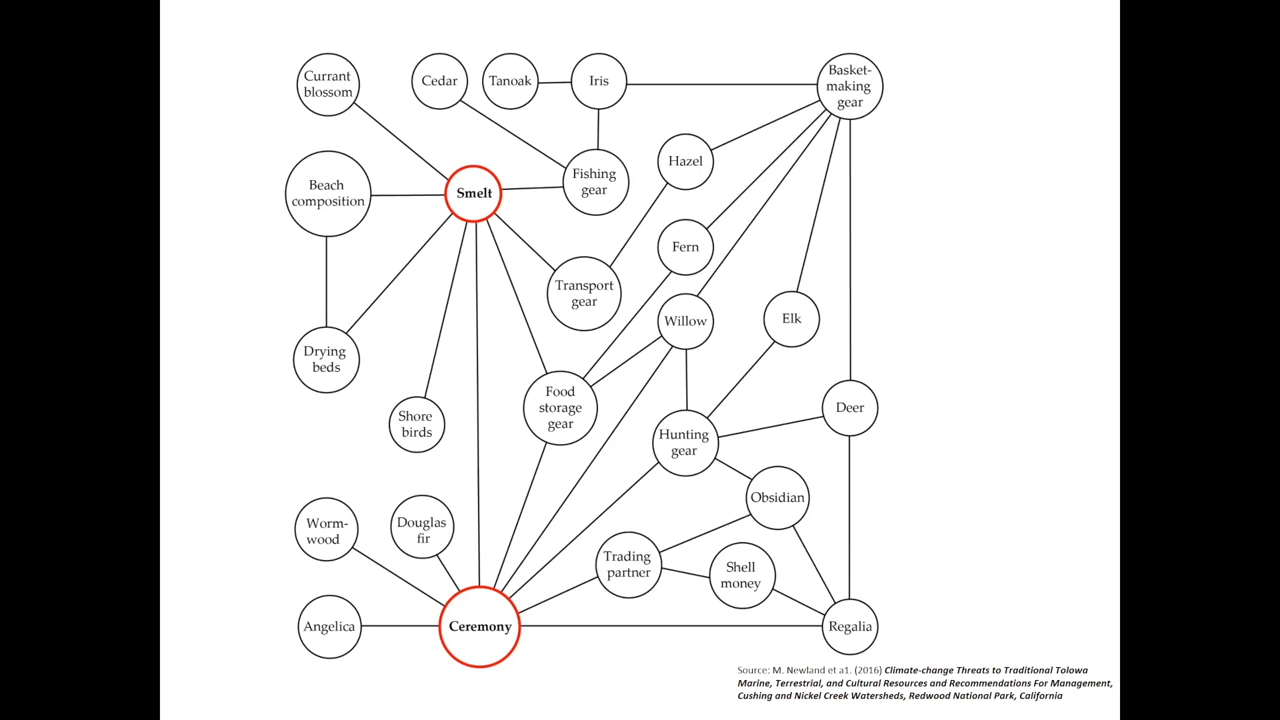 Currant
blossom
Cedar
Tanoak
Iris
Basket-
making
gear
Hazel
Beach
composition
Smelt
Fishing
gear
Fern
Transport
gear
Willow
Elk
Drying
beds
Shore
birds
Food
storage
gear
Deer
Hunting
gear
Obsidian
Worm-
wood
Douglas
fir
Trading
partner
Shell
money
Angelica
Ceremony
Regalia
Source: M. Newland et a1. (2016) Climate-change Threats to Traditional Tolowa
Marine, Terrestrial, and Cultural Resources and Recommendations For Management,
Cushing and Nickel Creek Watersheds, Redwood National Park, California